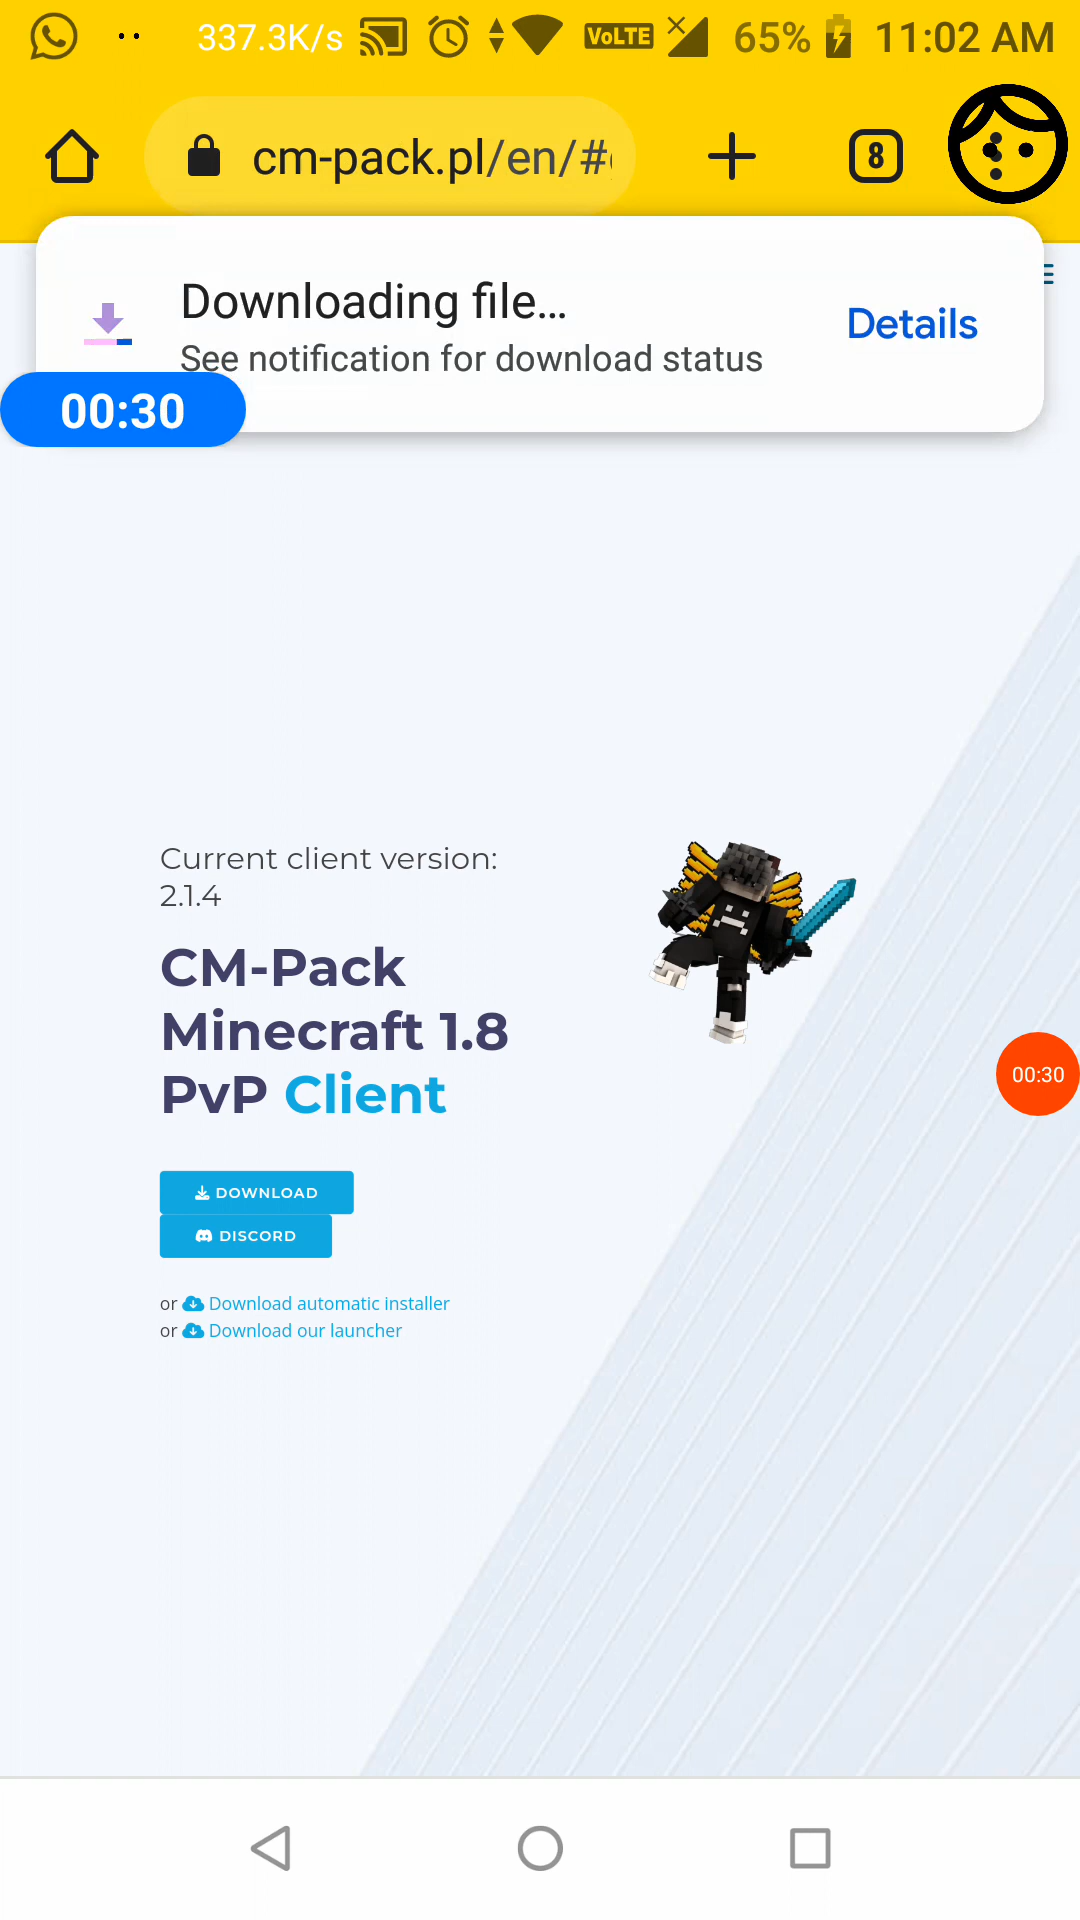 337.3K/s VoLTE 65% 11:02 AM
cm-pack.pl/en/# 8
Downloading file...
See notification for download status
Details
00:30
Current client version:
2.1.4
CM-Pack
Minecraft 1.8
PvP Client
00:30
DOWNLOAD
DISCORD
or Download automatic installer
or Download our launcher